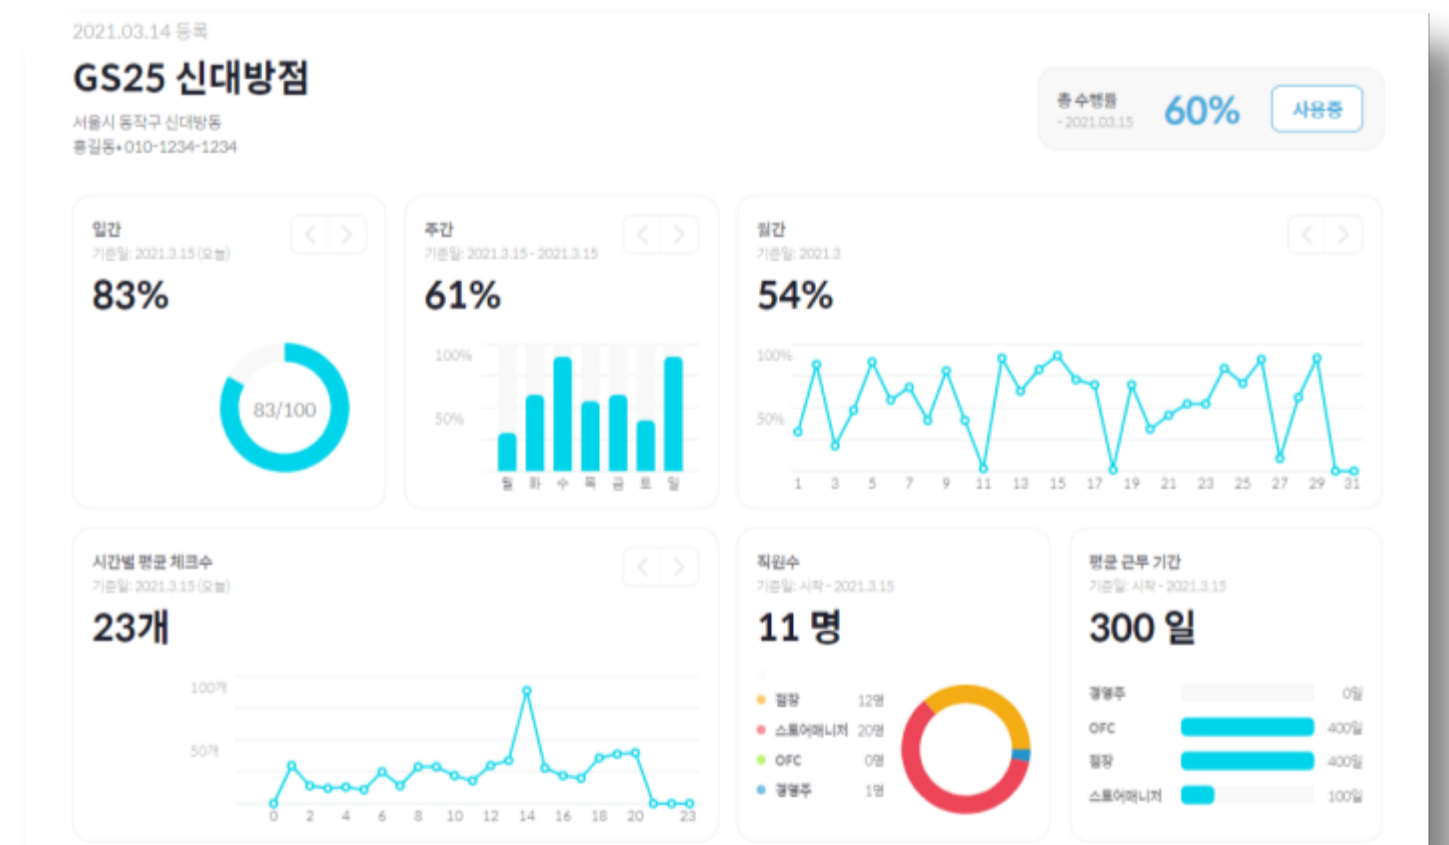 2021.03.14 등록
GS25 신대방점
서울시 동작구 신대방동
홍길동•010-1234-1234
총 수행률
- 2021.03.15
60%
사용중
일간
기준일: 2021.3.15 (오늘)
83%
83/100
주간
기준일: 2021.3.15 - 2021.3.15
61%
100%
50%
월 화 수 목 금 토 일
월간
기준일: 2021.3
54%
100%
50%
1 3 5 7 9 11 13 15 17 19 21 23 25 27 29 31
시간별 평균 체크수
기준일: 2021.3.15 (오늘)
23개
100개
50개
0 2 4 6 8 10 12 14 16 18 20 23
직원수
기준일: 시작 - 2021.3.15
11 명
점장 12명
스토어매니저 20명
OFC 0명
경영주 1명
평균 근무 기간
기준일: 시작 - 2021.3.15
300 일
경영주 0일
OFC 400일
점장 400일
스토어매니저 100일